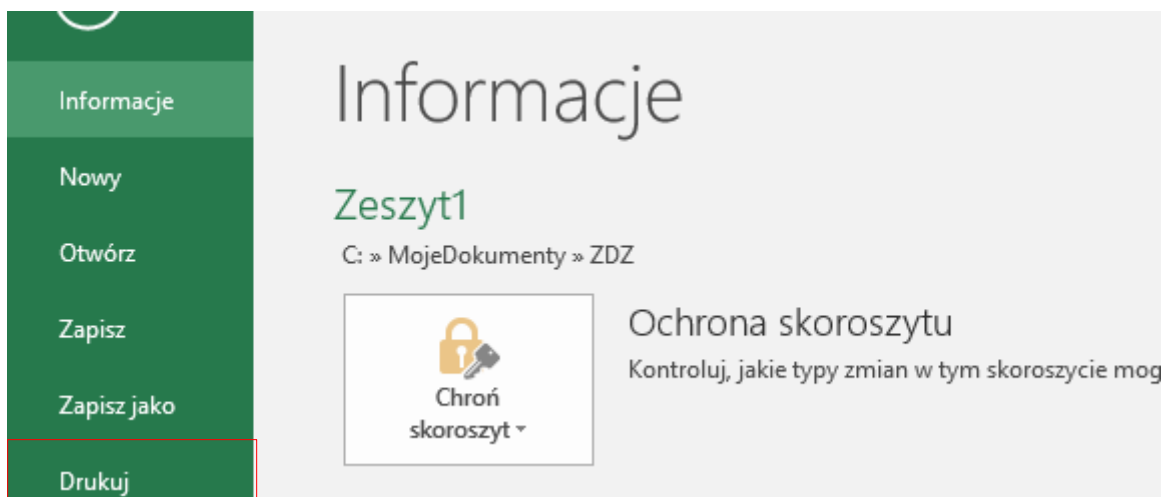 Informacje
Nowy
Otwórz
Zapisz
Zapisz jako
Drukuj
Informacje
Zeszyt1
C: » MojeDokumenty » ZDZ
Chroń
skoroszyt
Ochrona skoroszytu
Kontroluj, jakie typy zmian w tym skoroszycie mog